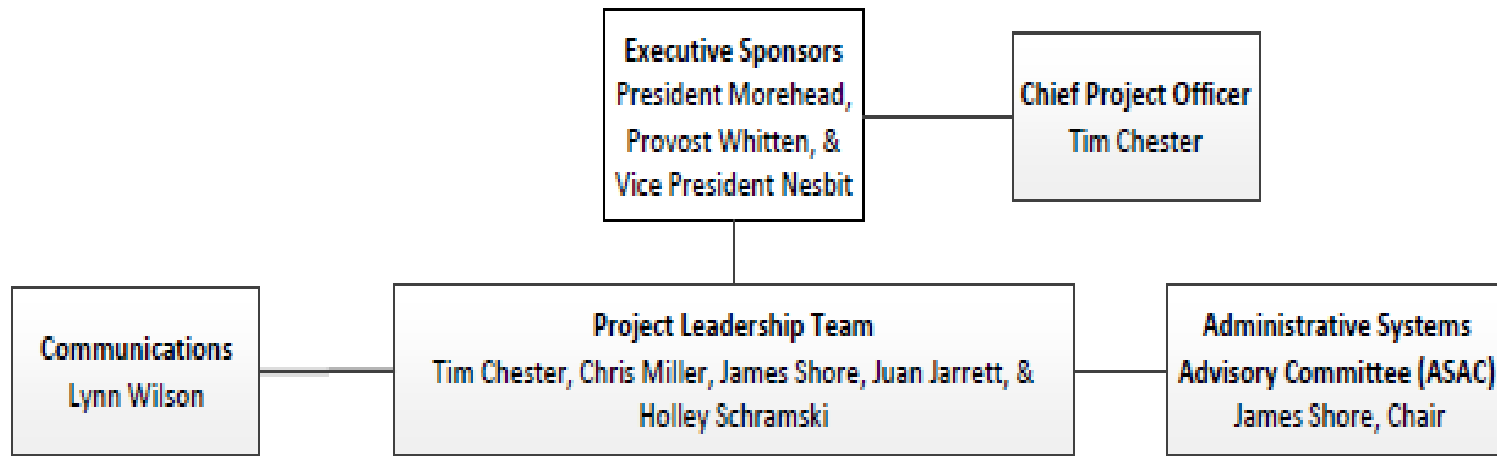 Executive Sponsors
President Morehead,
Provost Whitten, &
Vice President Nesbit
Chief Project Officer
Tim Chester
Communications
Lynn Wilson
Project Leadership Team
Tim Chester, Chris Miller, James Shore, Juan Jarrett, &
Holley Schramski
Administrative Systems
Advisory Committee (ASAC)
James Shore, Chair